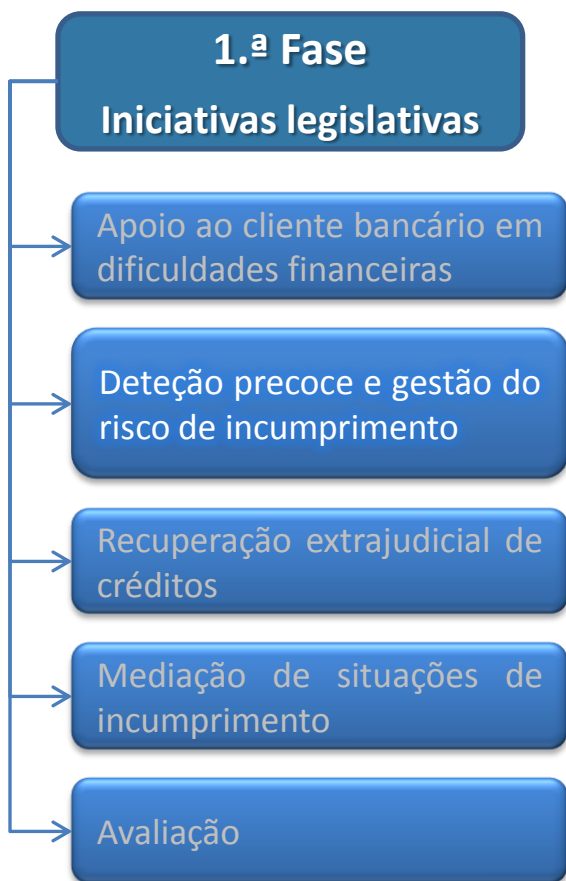 1.ª Fase
Iniciativas legislativas
Apoio ao cliente bancário em
dificuldades financeiras
Deteção precoce e gestão do
risco de incumprimento
Recuperação extrajudicial de
créditos
Mediação de situações de
incumprimento
Avaliação